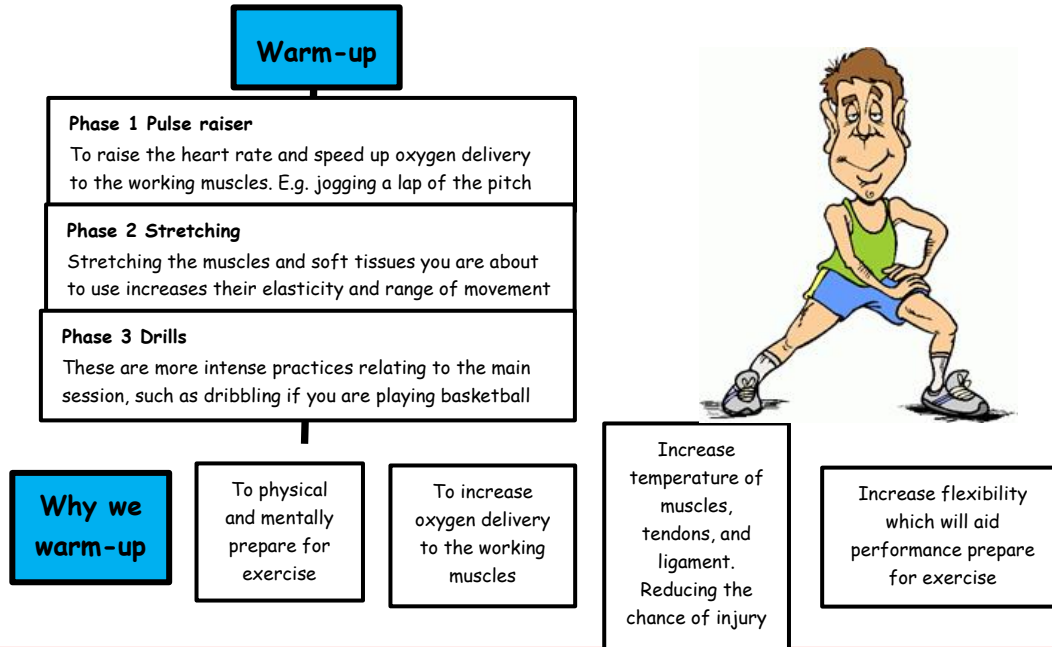 Warm-up
Phase 1 Pulse raiser
To raise the heart rate and speed up oxygen delivery
to the working muscles. E.g. jogging a lap of the pitch
Phase 2 Stretching
Stretching the muscles and soft tissues you are about
to use increases their elasticity and range of movement
Phase 3 Drills
These are more intense practices relating to the main
session, such as dribbling if you are playing basketball
Why we
warm-up
To physical
and mentally
prepare for
exercise
To increase
oxygen delivery
to the working
muscles
Increase
temperature of
muscles,
tendons, and
ligament.
Reducing the
chance of injury
Increase flexibility
which will aid
performance prepare
for exercise